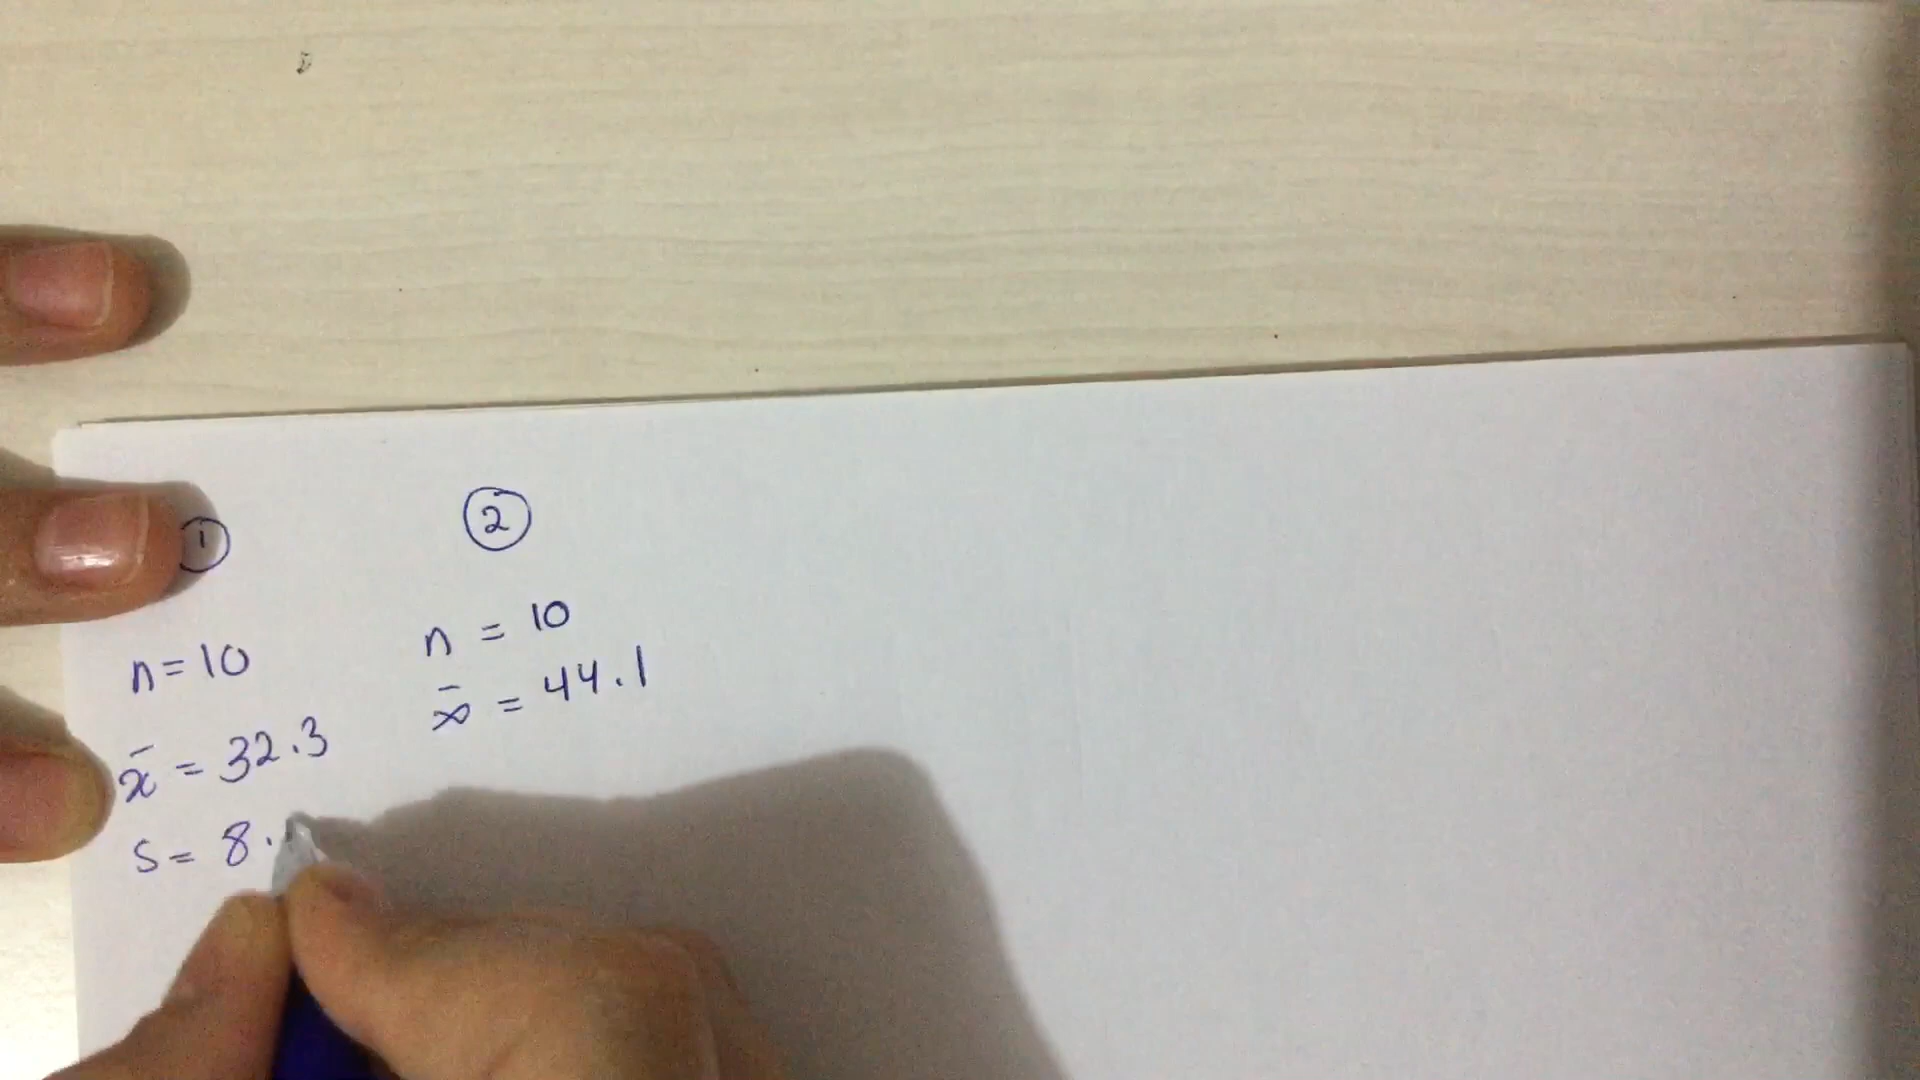 ① ②
n = 10 n = 10
x̄ = 32.3 x̄ = 44.1
S = 8.